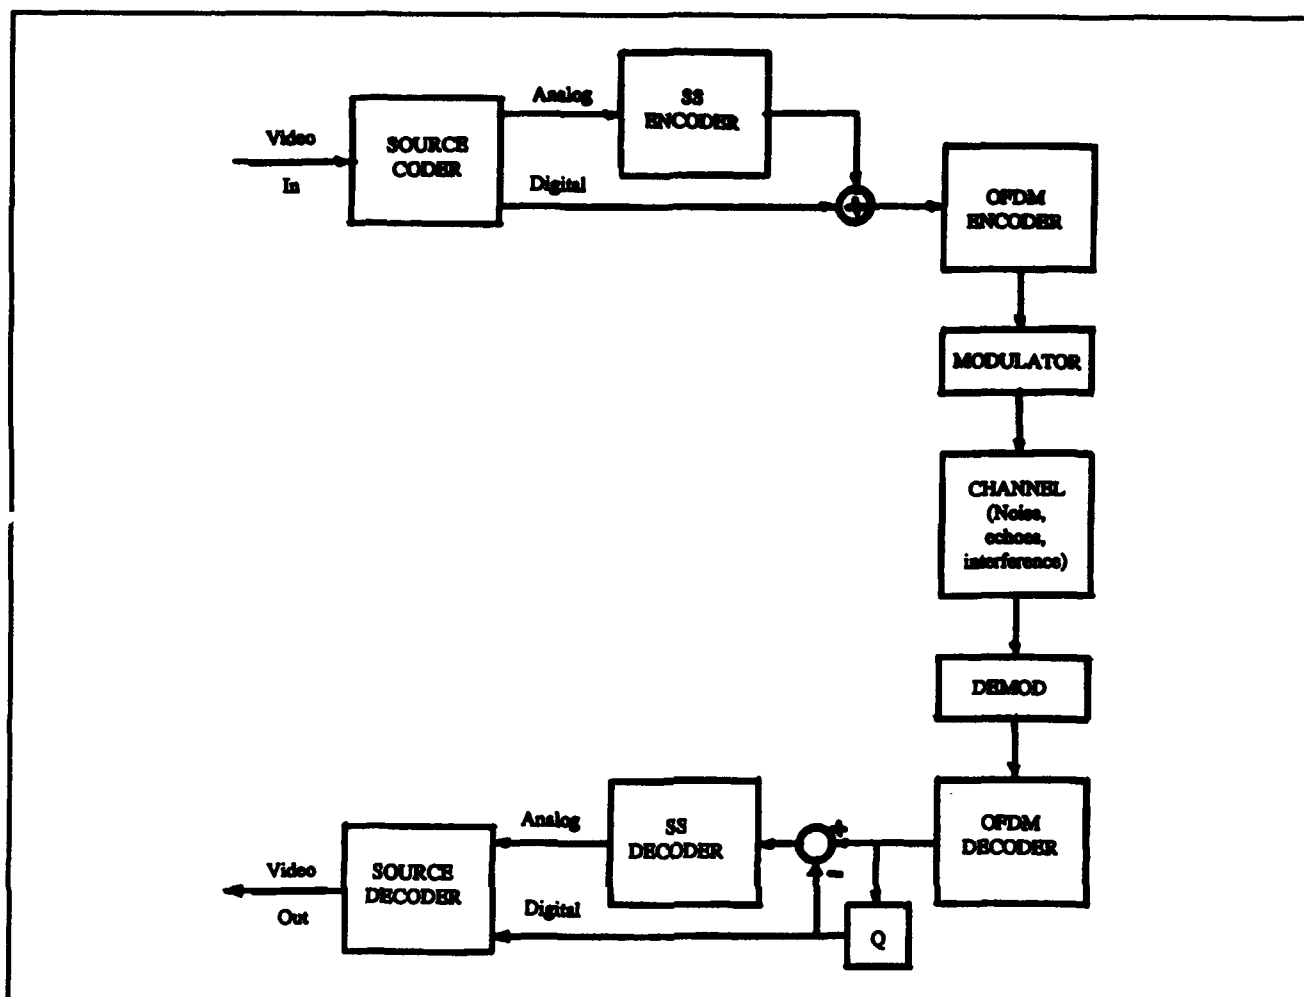 Analog
SS
ENCODER
Video
In
SOURCE
CODER
Digital
+
OFDM
ENCODER
MODULATOR
CHANNEL
(Noise,
echoes,
interference)
DEMOD
OFDM
DECODER
+
-
Q
SS
DECODER
Analog
Digital
SOURCE
DECODER
Video
Out